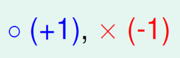 ○ (+1), × (-1)